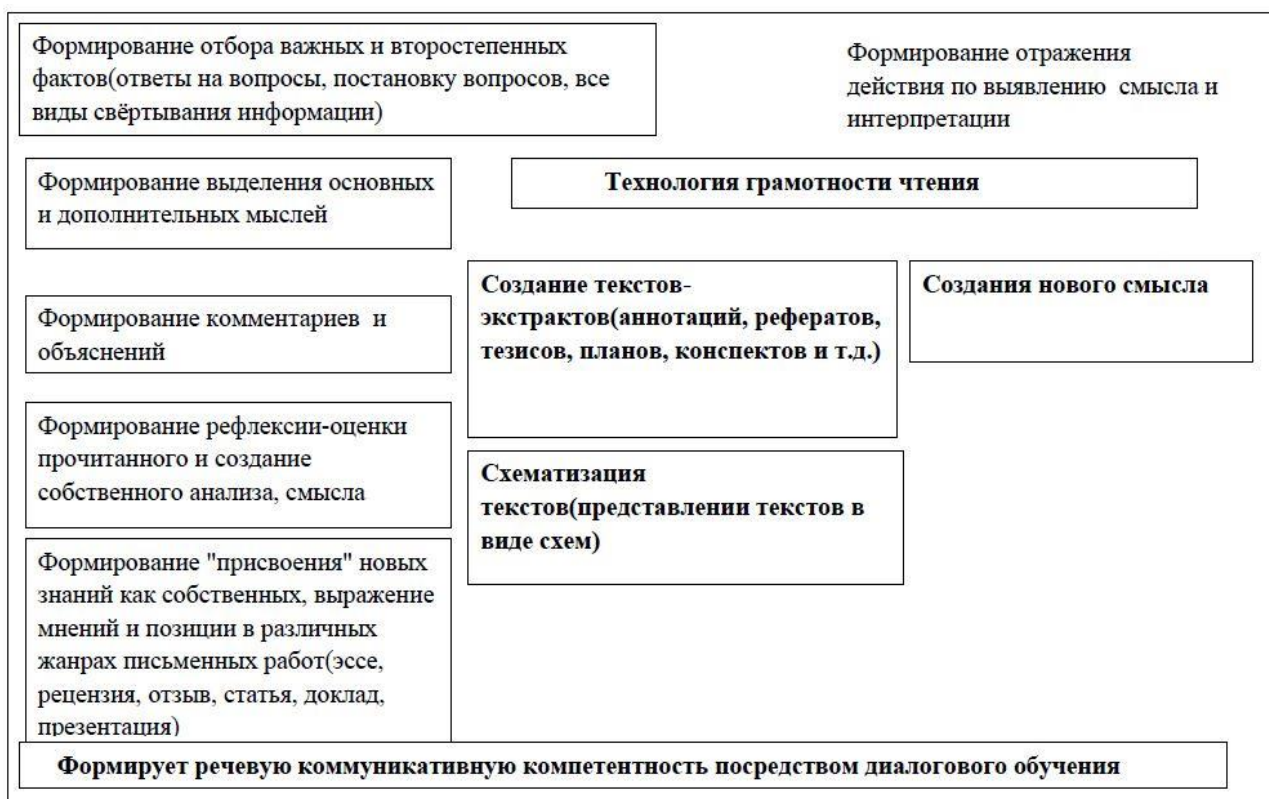 Формирование отбора важных и второстепенных
фактов(ответы на вопросы, постановку вопросов, все
виды свёртывания информации)
Формирование отражения
действия по выявлению смысла и
интерпретации
Формирование выделения основных
и дополнительных мыслей
Технология грамотности чтения
Формирование комментариев и
объяснений
Создание текстов-
экстрактов(аннотаций, рефератов,
тезисов, планов, конспектов и т.д.)
Создания нового смысла
Формирование рефлексии-оценки
прочитанного и создание
собственного анализа, смысла
Схематизация
текстов(представлении текстов в
виде схем)
Формирование "присвоения" новых
знаний как собственных, выражение
мнений и позиции в различных
жанрах письменных работ(эссе,
рецензия, отзыв, статья, доклад,
презентация)
Формирует речевую коммуникативную компетентность посредством диалогового обучения